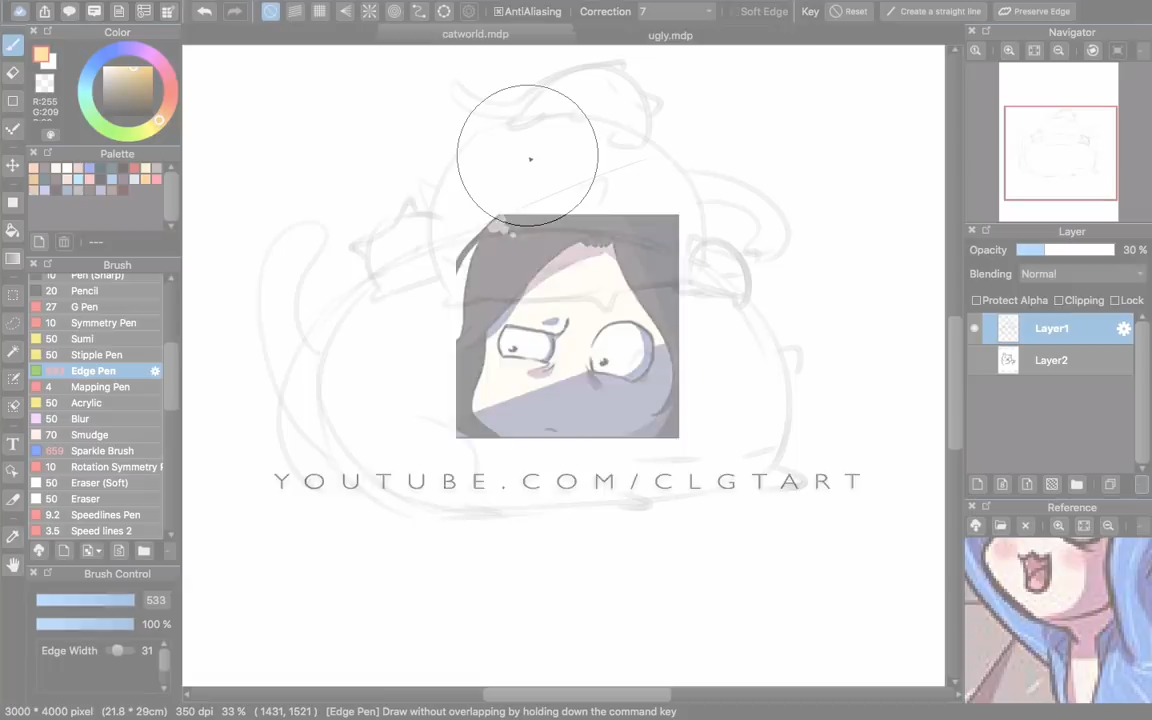 AntiAliasing Correction 7 Soft Edge Key Reset Create a straight line Preserve Edge
Color
catworld.mdp ugly.mdp
Navigator
R:255
G:209
Palette
---
Brush
10 Pen (Sharp)
20 Pencil
27 G Pen
10 Symmetry Pen
50 Sumi
50 Stipple Pen
Edge Pen
4 Mapping Pen
50 Acrylic
50 Blur
70 Smudge
659 Sparkle Brush
10 Rotation Symmetry
50 Eraser (Soft)
50 Eraser
9.2 Speedlines Pen
3.5 Speed lines 2
Brush Control
533
100 %
Edge Width 31
YOUTUBE.COM/CLGTART
Layer
Opacity 30 %
Blending Normal
Protect Alpha Clipping Lock
Layer1
Layer2
Reference
3000 * 4000 pixel (21.8 * 29cm) 350 dpi 33 % ( 1431, 1521 ) [Edge Pen] Draw without overlapping by holding down the command key